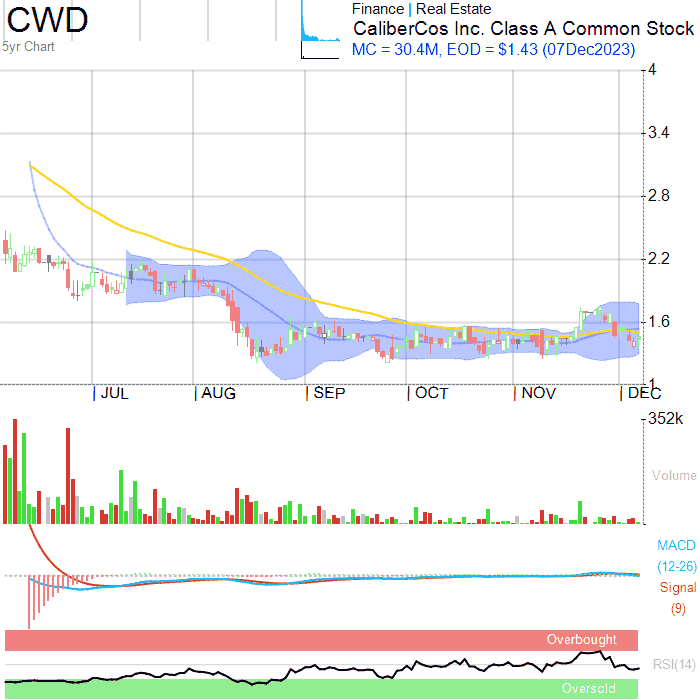 CWD
5yr Chart
Finance | Real Estate
CaliberCos Inc. Class A Common Stock
MC = 30.4M, EOD = $1.43 (07Dec2023)
4
3.4
2.8
2.2
1.6
1
JUL AUG SEP OCT NOV DEC
352k
Volume
MACD
(12-26)
Signal
(9)
Overbought
RSI(14)
Oversold